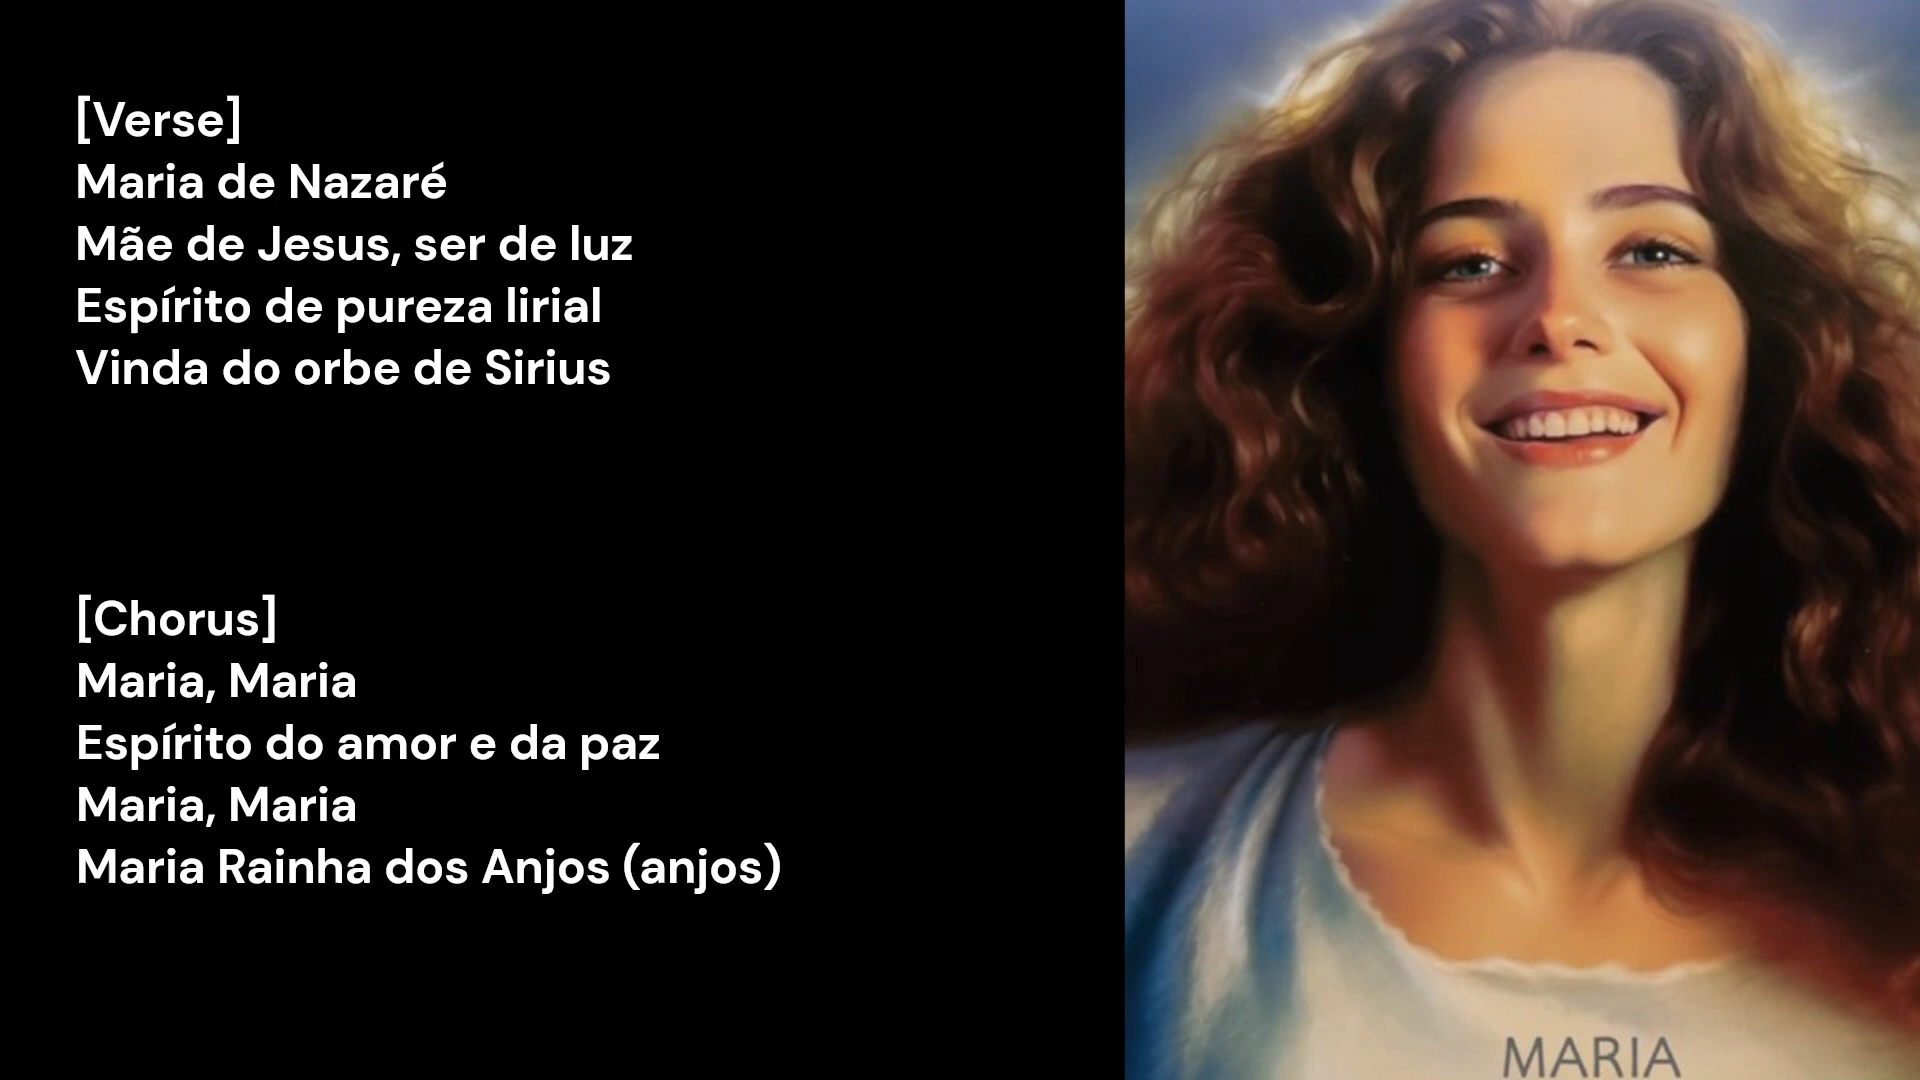 [Verse]
Maria de Nazaré
Mãe de Jesus, ser de luz
Espírito de pureza lirial
Vinda do orbe de Sirius
[Chorus]
Maria, Maria
Espírito do amor e da paz
Maria, Maria
Maria Rainha dos Anjos (anjos)
MARIA